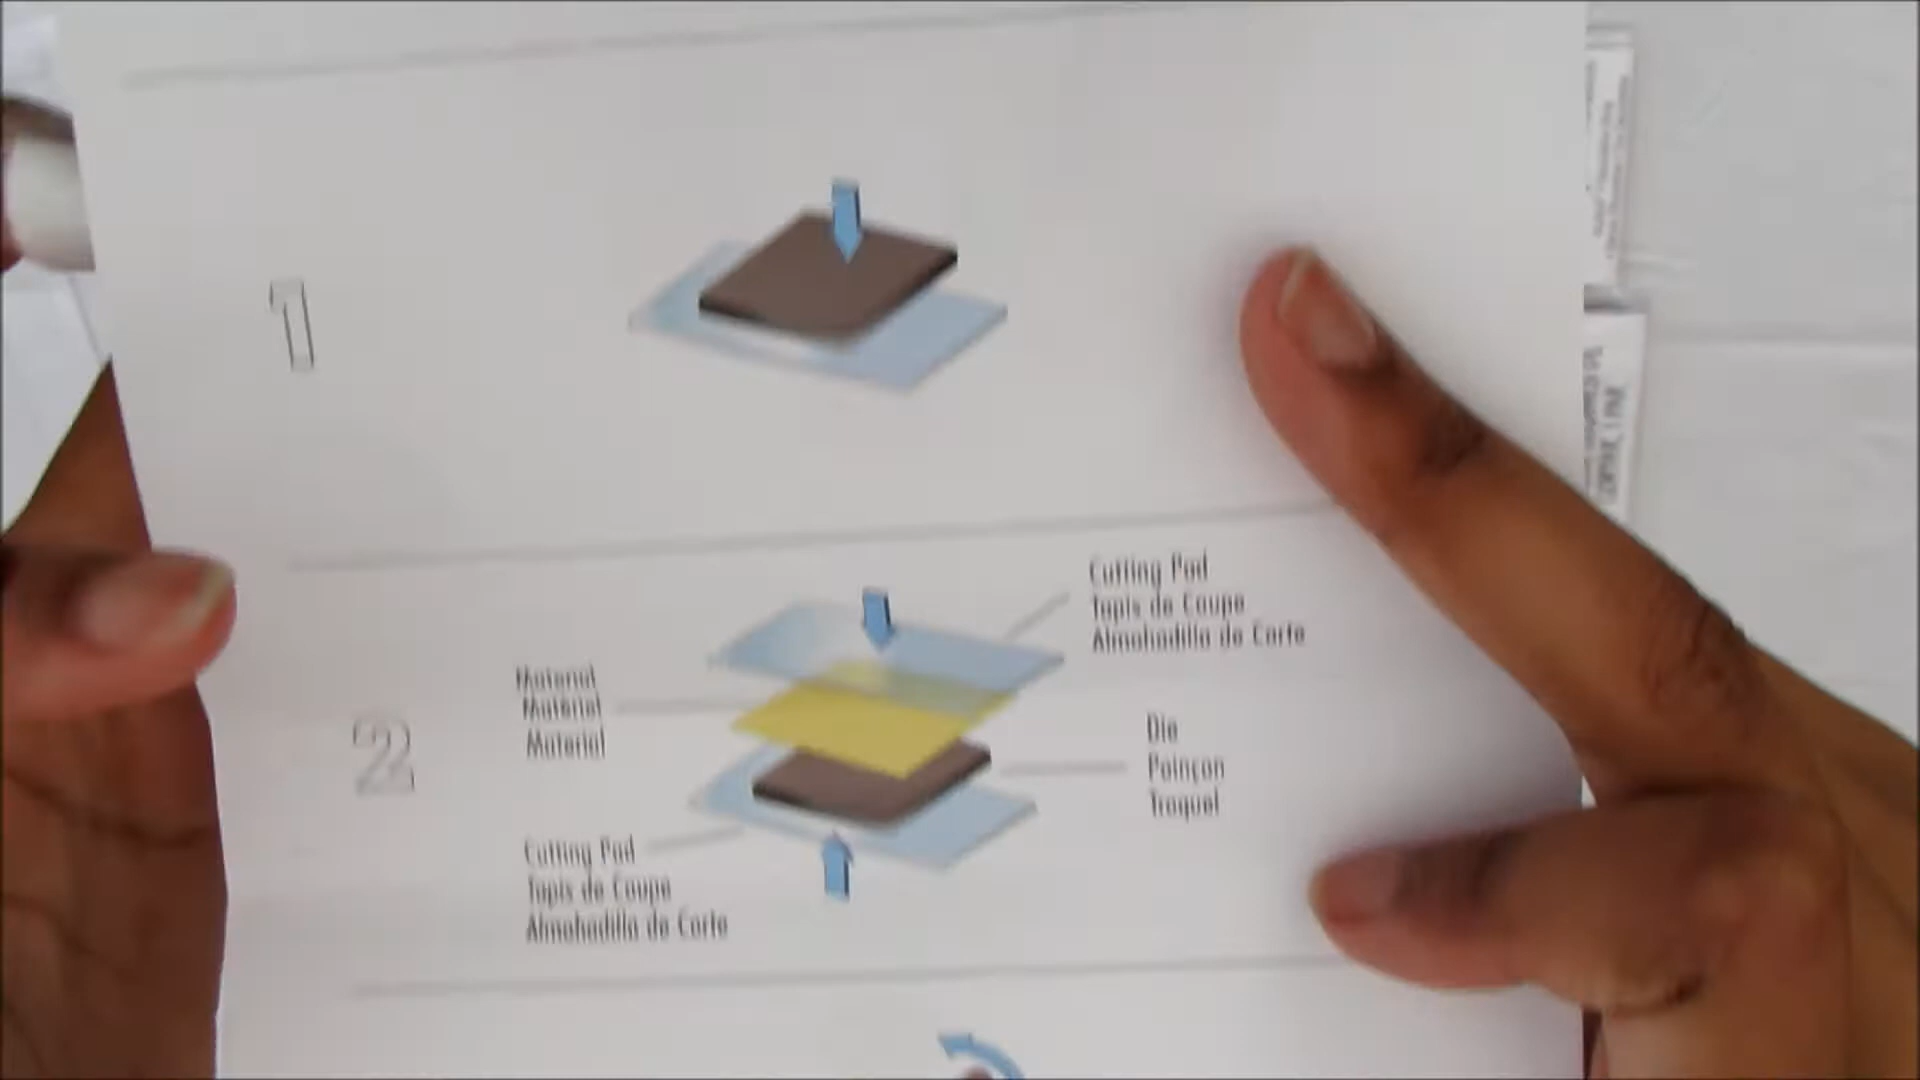 1
Cutting Pad
Tapis de Coupe
Almohadilla de Corte
Material
Matérial
Material
2
Die
Poinçon
Troquel
Cutting Pad
Tapis de Coupe
Almohadilla de Corte